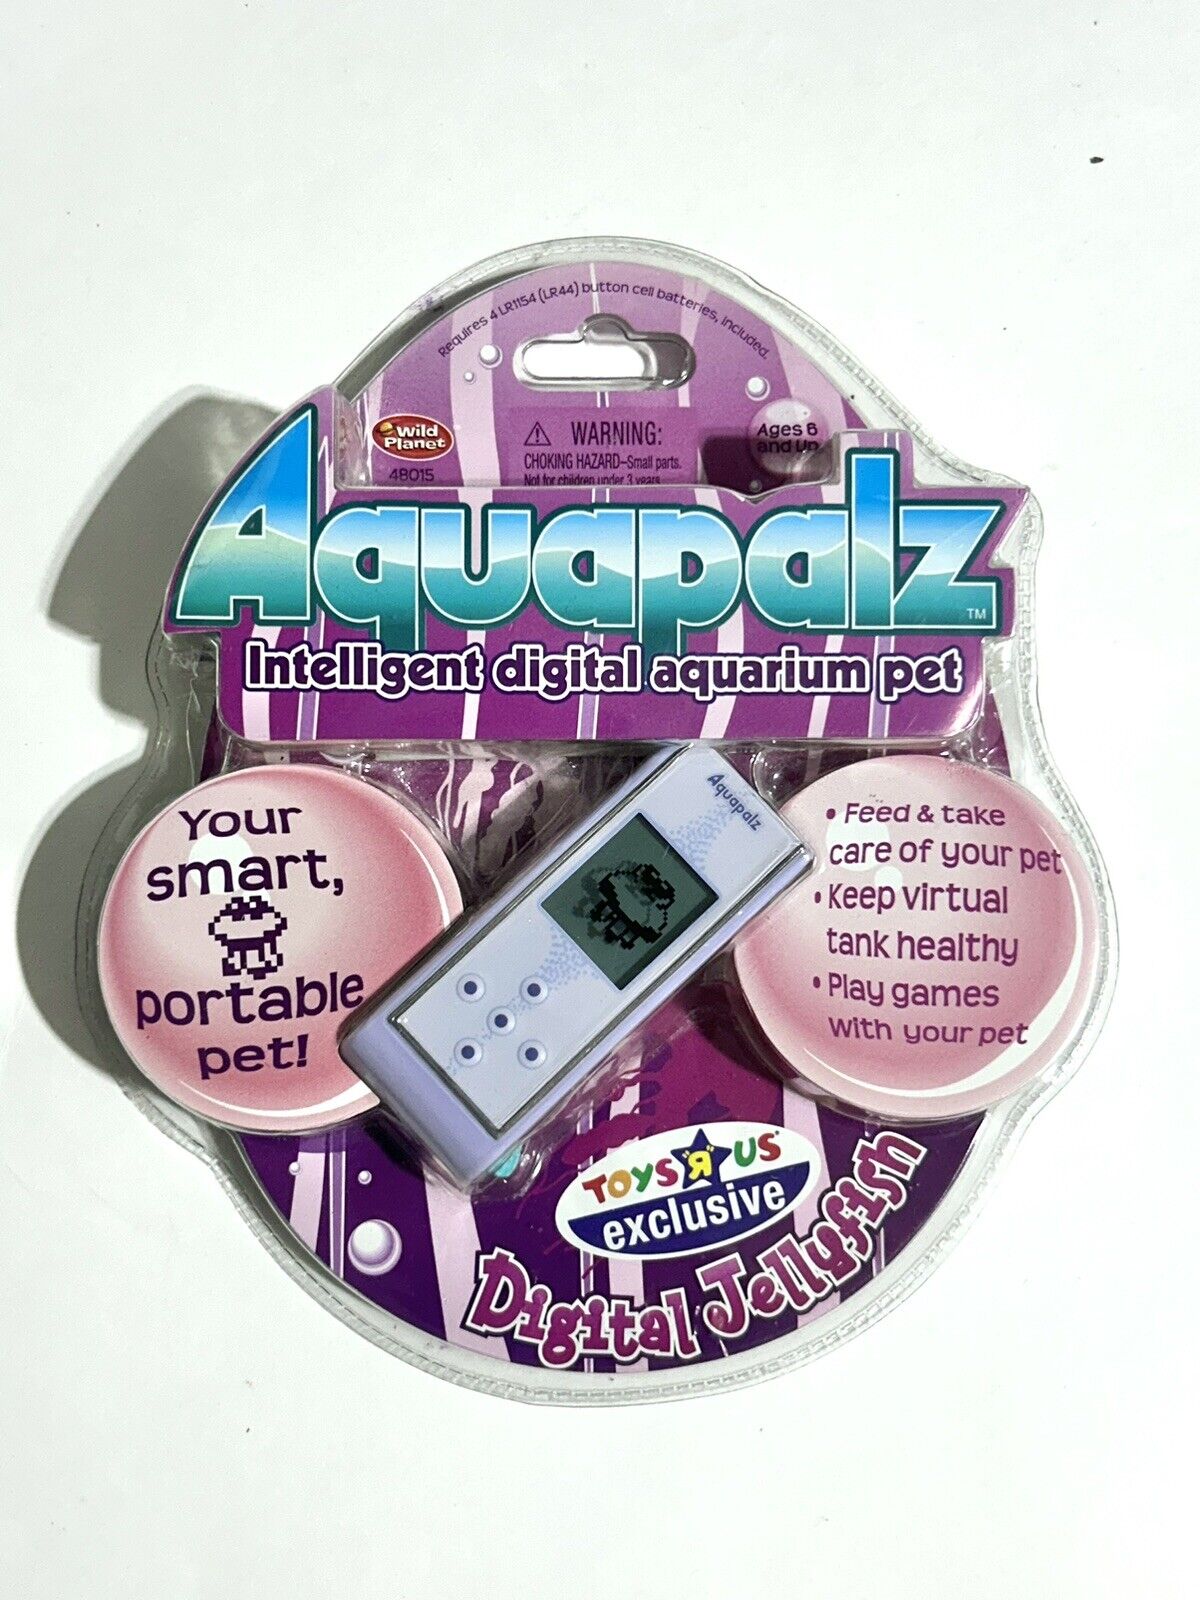 Requires 4 LR1154 (LR44) button cell batteries, included.
Wild
Planet
48015
WARNING:
CHOKING HAZARD–Small parts.
Not for children under 3 years.
Ages 6
and Up
Aquapalz™
Intelligent digital aquarium pet
Your
smart,
portable
pet!
Aquapalz
• Feed & take
care of your pet
• Keep virtual
tank healthy
• Play games
with your pet
TOYS R US
exclusive
Digital Jellyfish